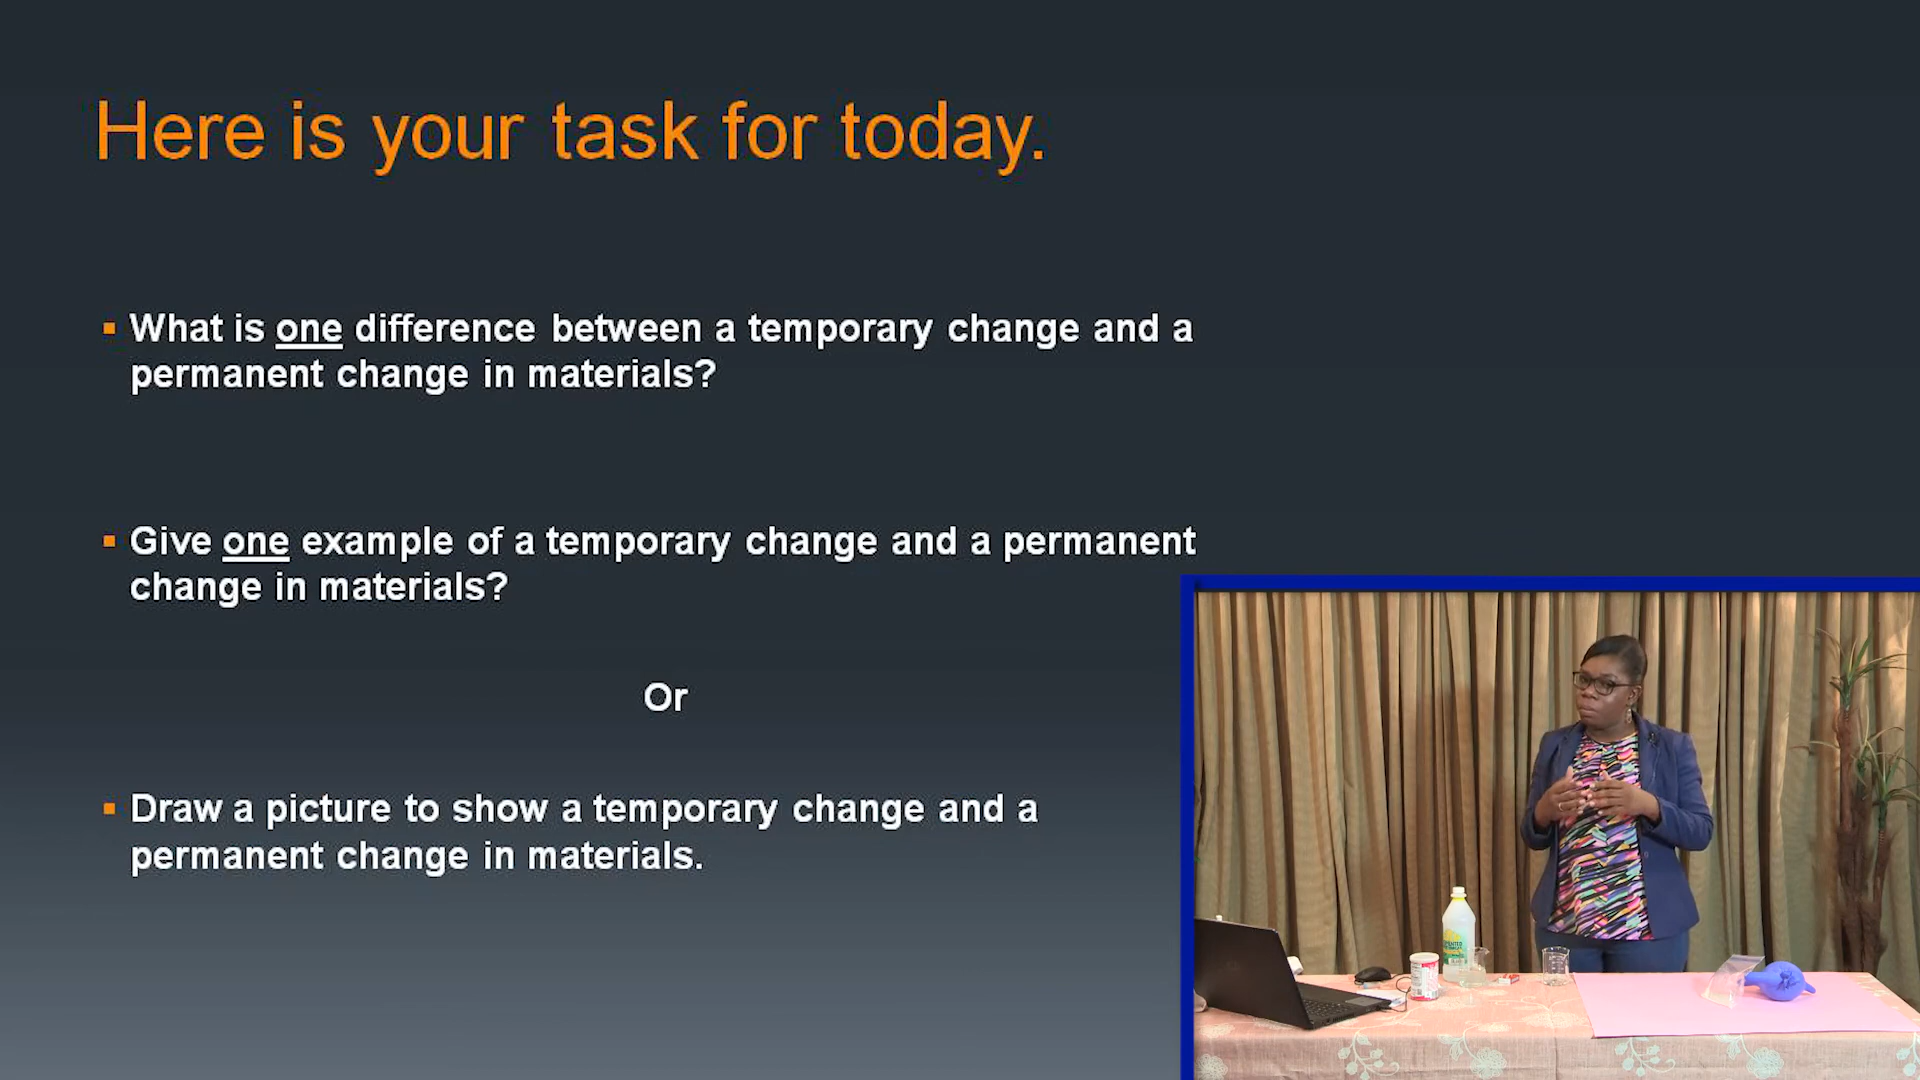 Here is your task for today.
What is one difference between a temporary change and a
permanent change in materials?
Give one example of a temporary change and a permanent
change in materials?
Or
Draw a picture to show a temporary change and a
permanent change in materials.